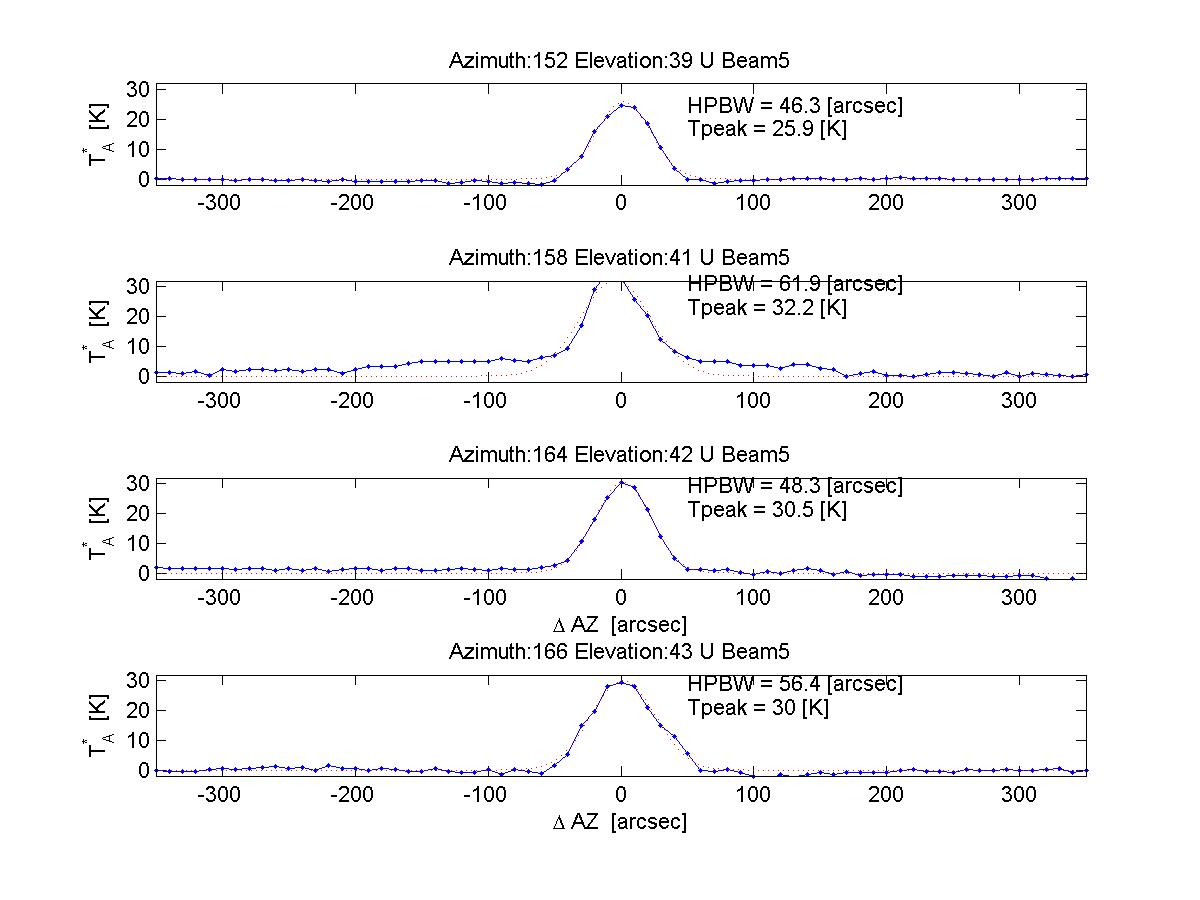 Azimuth:152 Elevation:39 U Beam5
30
20
10
0
T*A [K]
HPBW = 46.3 [arcsec]
Tpeak = 25.9 [K]
-300 -200 -100 0 100 200 300
Azimuth:158 Elevation:41 U Beam5
30
20
10
0
T*A [K]
HPBW = 61.9 [arcsec]
Tpeak = 32.2 [K]
-300 -200 -100 0 100 200 300
Azimuth:164 Elevation:42 U Beam5
30
20
10
0
T*A [K]
HPBW = 48.3 [arcsec]
Tpeak = 30.5 [K]
-300 -200 -100 0 100 200 300
Δ AZ [arcsec]
Azimuth:166 Elevation:43 U Beam5
30
20
10
0
T*A [K]
HPBW = 56.4 [arcsec]
Tpeak = 30 [K]
-300 -200 -100 0 100 200 300
Δ AZ [arcsec]